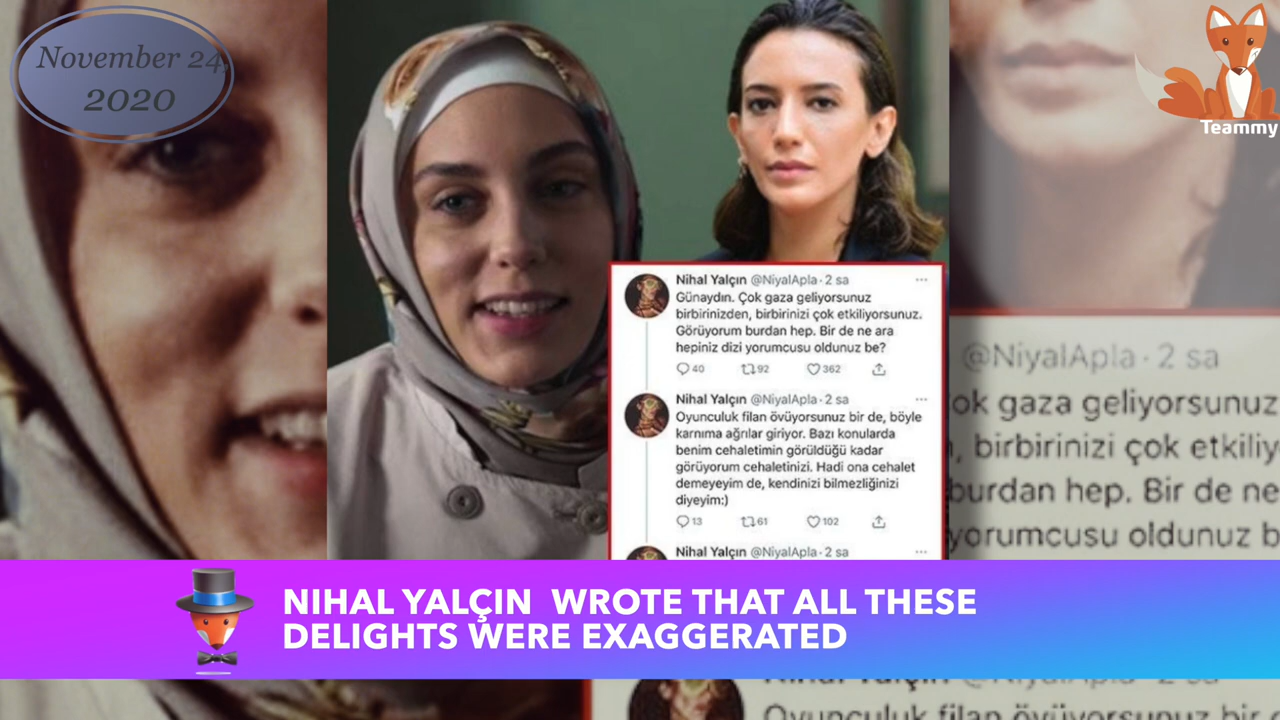 November 24,
2020
Teammy
Nihal Yalçın @NiyalApla · 2 sa
Günaydın. Çok gaza geliyorsunuz
birbirinizden, birbirinizi çok etkiliyorsunuz.
Görüyorum burdan hep. Bir de ne ara
hepiniz dizi yorumcusu oldunuz be?
40 92 362
Nihal Yalçın @NiyalApla · 2 sa
Oyunculuk filan övüyorsunuz bir de, böyle
karnıma ağrılar giriyor. Bazı konularda
benim cehaletimin görüldüğü kadar
görüyorum cehaletinizi. Hadi ona cehalet
demeyeyim de, kendinizi bilmezliğinizi
diyeyim:)
13 61 102
Nihal Yalçın @NiyalApla · 2 sa
@NiyalApla · 2 sa
ok gaza geliyorsunuz
, birbirinizi çok etkiliy
burdan hep. Bir de ne
yorumcusu oldunuz b
NIHAL YALÇIN WROTE THAT ALL THESE
DELIGHTS WERE EXAGGERATED
Oyunculuk filan övüyorsunuz bir d